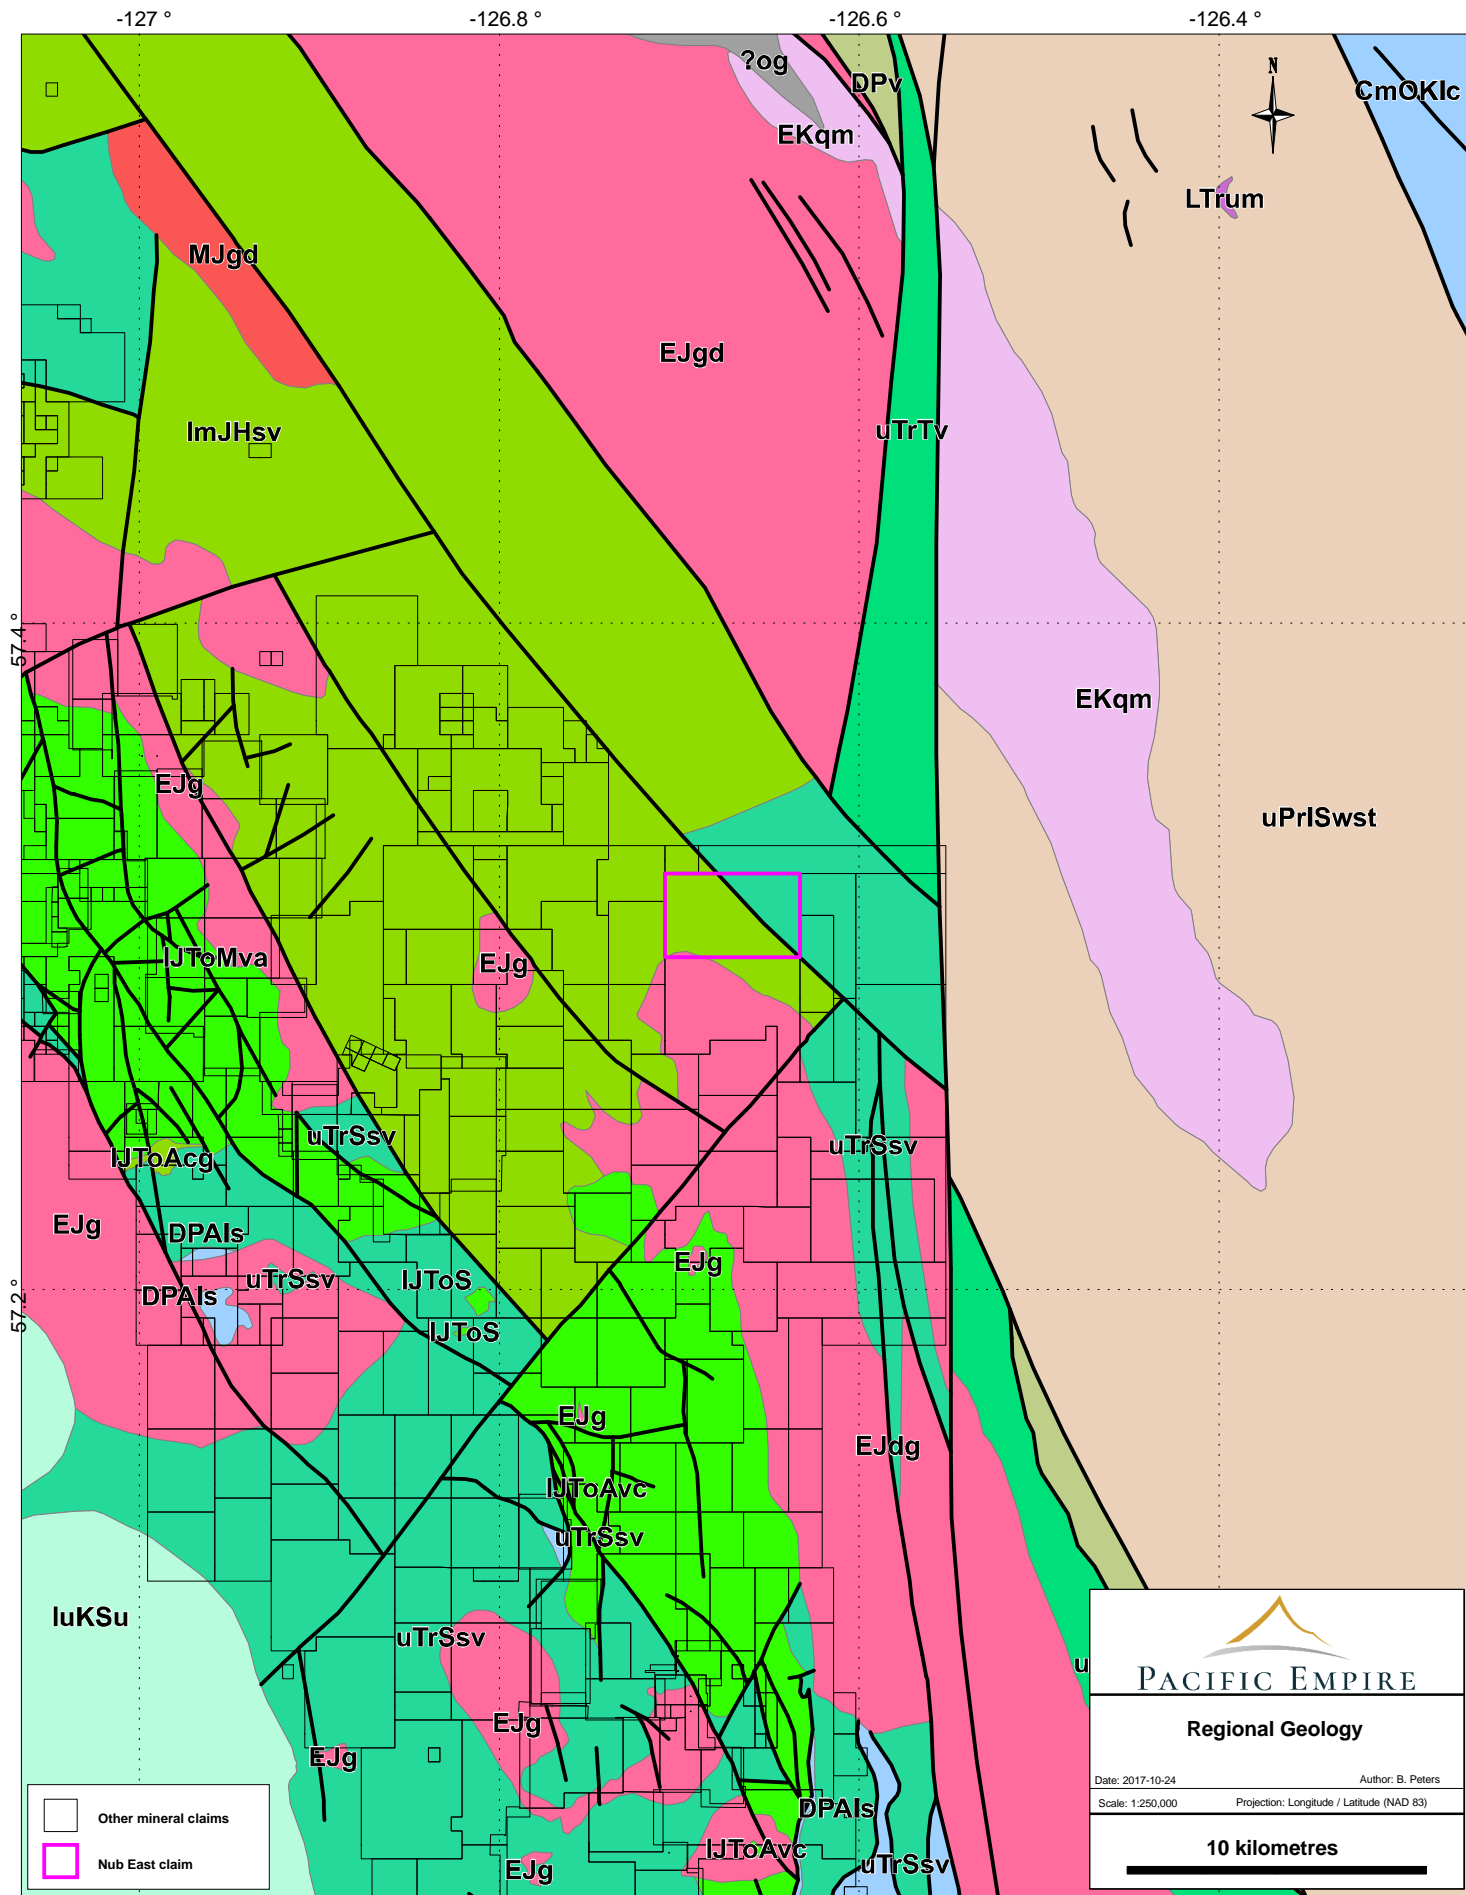 -127 °
-126.8 °
-126.6 °
-126.4 °
?og
DPv
CmOKlc
N
EKqm
LTrum
MJgd
EJgd
lmJHsv
uTrTv
57.4 °
EKqm
EJg
uPrISwst
lJToMva
EJg
uTrSsv
uTrSsv
lJToAcg
EJg
DPAls
EJg
uTrSsv
lJToS
DPAls
57.2 °
lJToS
EJg
EJdg
lJToAvc
uTrSsv
luKSu
uTrSsv
u
PACIFIC EMPIRE
EJg
Regional Geology
EJg
Date: 2017-10-24
Author: B. Peters
Scale: 1:250,000
Projection: Longitude / Latitude (NAD 83)
DPAls
Other mineral claims
lJToAvc
10 kilometres
Nub East claim
EJg
uTrSsv